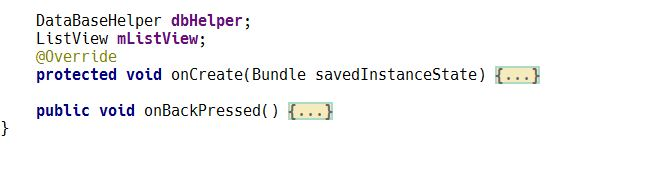 DataBaseHelper dbHelper;
ListView mListView;
@Override
protected void onCreate(Bundle savedInstanceState) {...}
public void onBackPressed() {...}
}